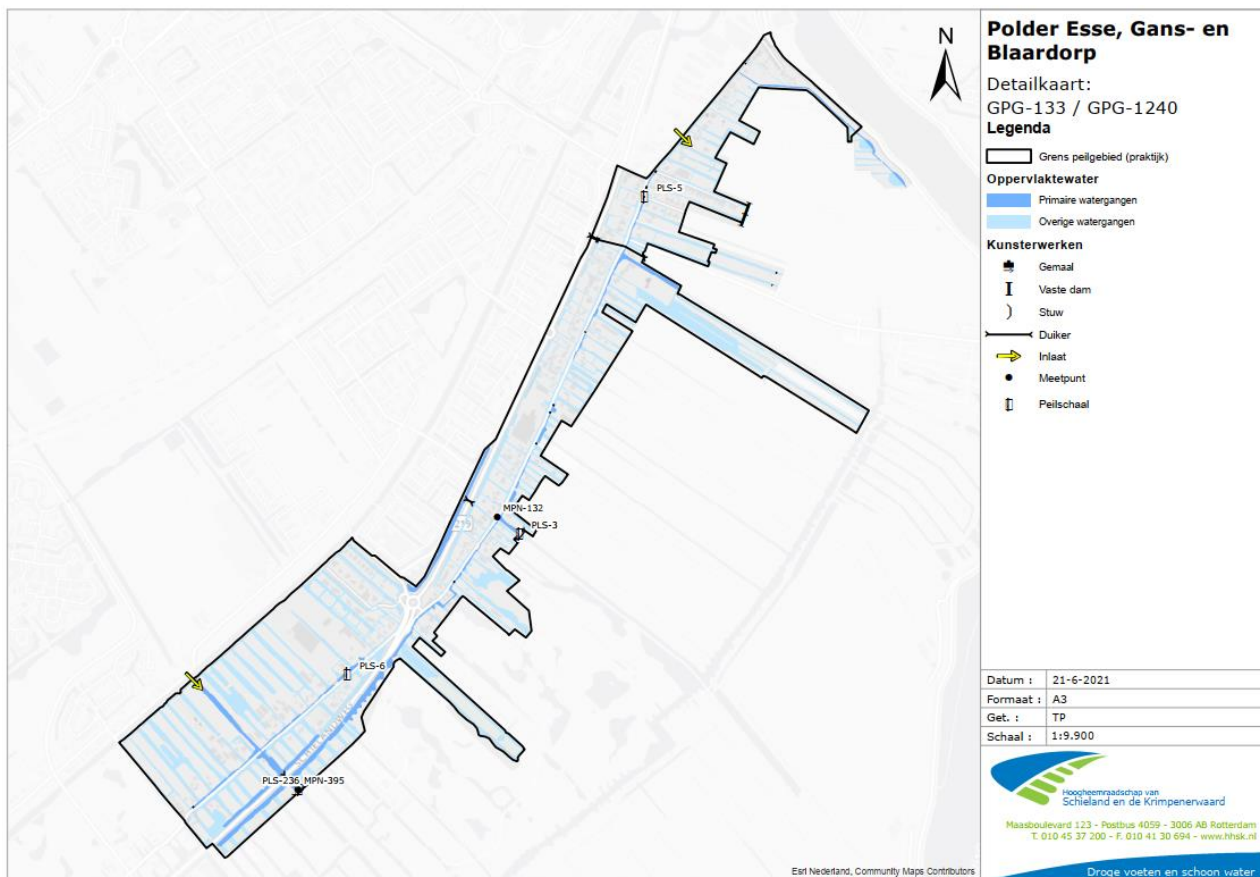 N
PLS-5
MPN-132
PLS-3
PLS-6
PLS-236 MPN-395
Esri Nederland, Community Maps Contributors
Polder Esse, Gans- en
Blaardorp
Detailkaart:
GPG-133 / GPG-1240
Legenda
Grens peilgebied (praktijk)
Oppervlaktewater
Primaire watergangen
Overige watergangen
Kunsterwerken
Gemaal
Vaste dam
Stuw
Duiker
Inlaat
Meetpunt
Peilschaal
Datum : 21-6-2021
Formaat : A3
Get. : TP
Schaal : 1:9.900
Hoogheemraadschap van
Schieland en de Krimpenerwaard
Maasboulevard 123 - Postbus 4059 - 3006 AB Rotterdam
T. 010 45 37 200 - F. 010 41 30 694 - www.hhsk.nl
Droge voeten en schoon water